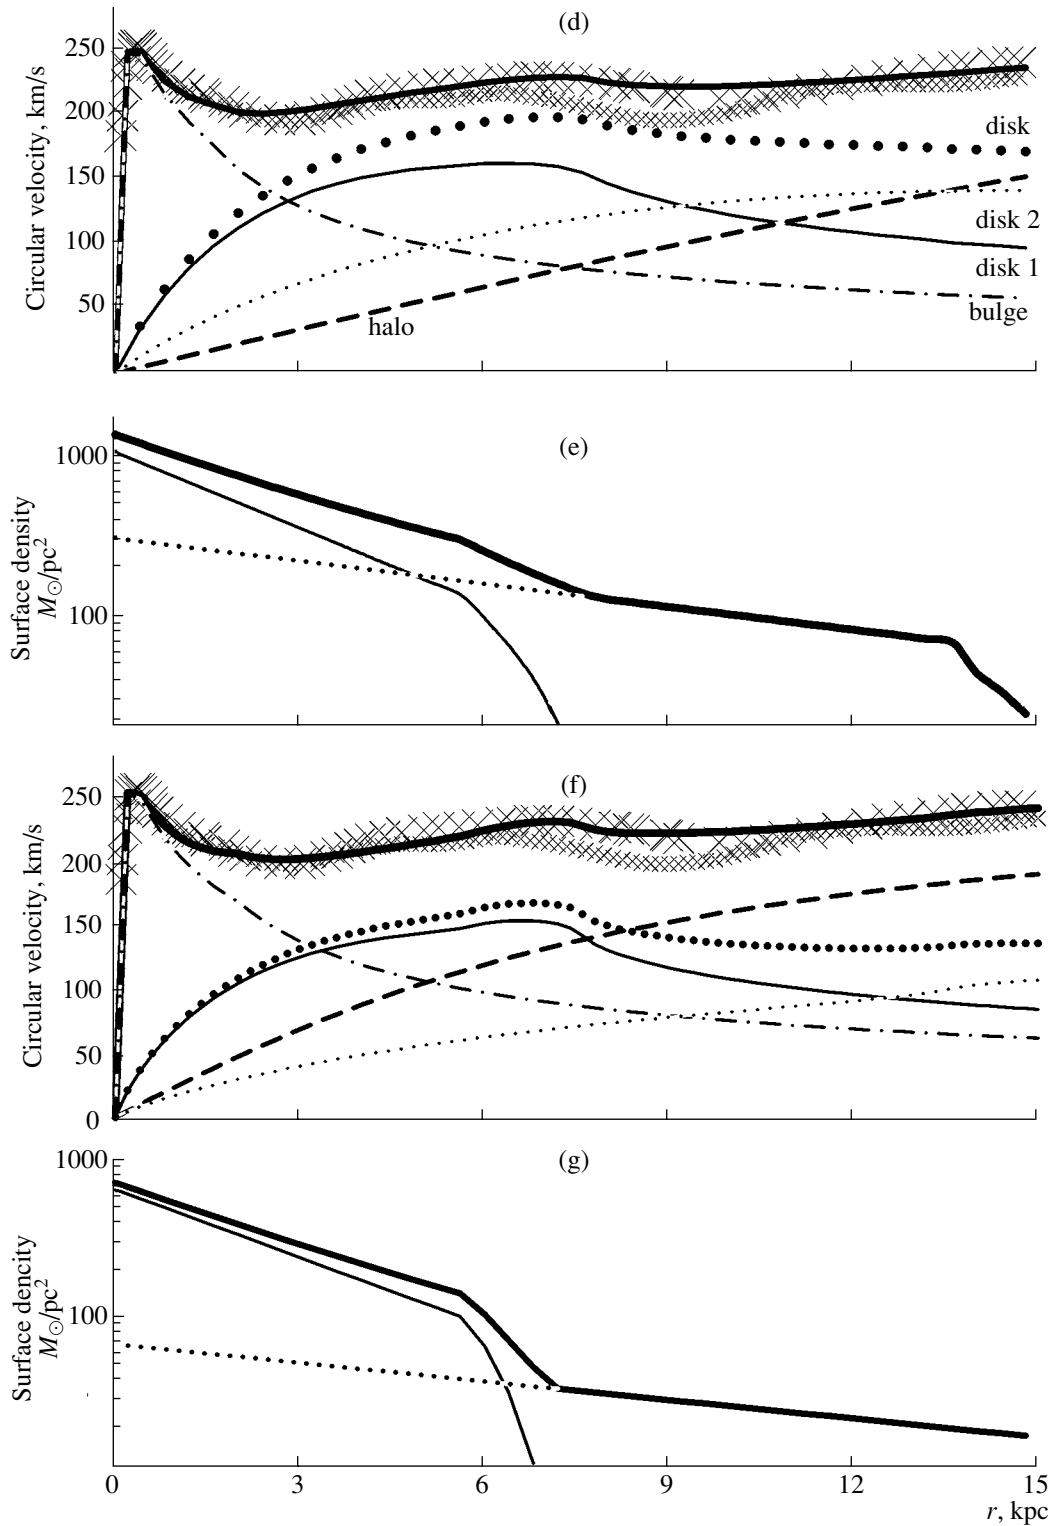 (d)
250
200
150
100
50
Circular velocity, km/s
disk
disk 2
disk 1
bulge
halo
(e)
1000
100
Surface density
M⊙/pc²
(f)
250
200
150
100
50
0
Circular velocity, km/s
(g)
1000
100
Surface dencity
M⊙/pc²
0 3 6 9 12 15
r, kpc